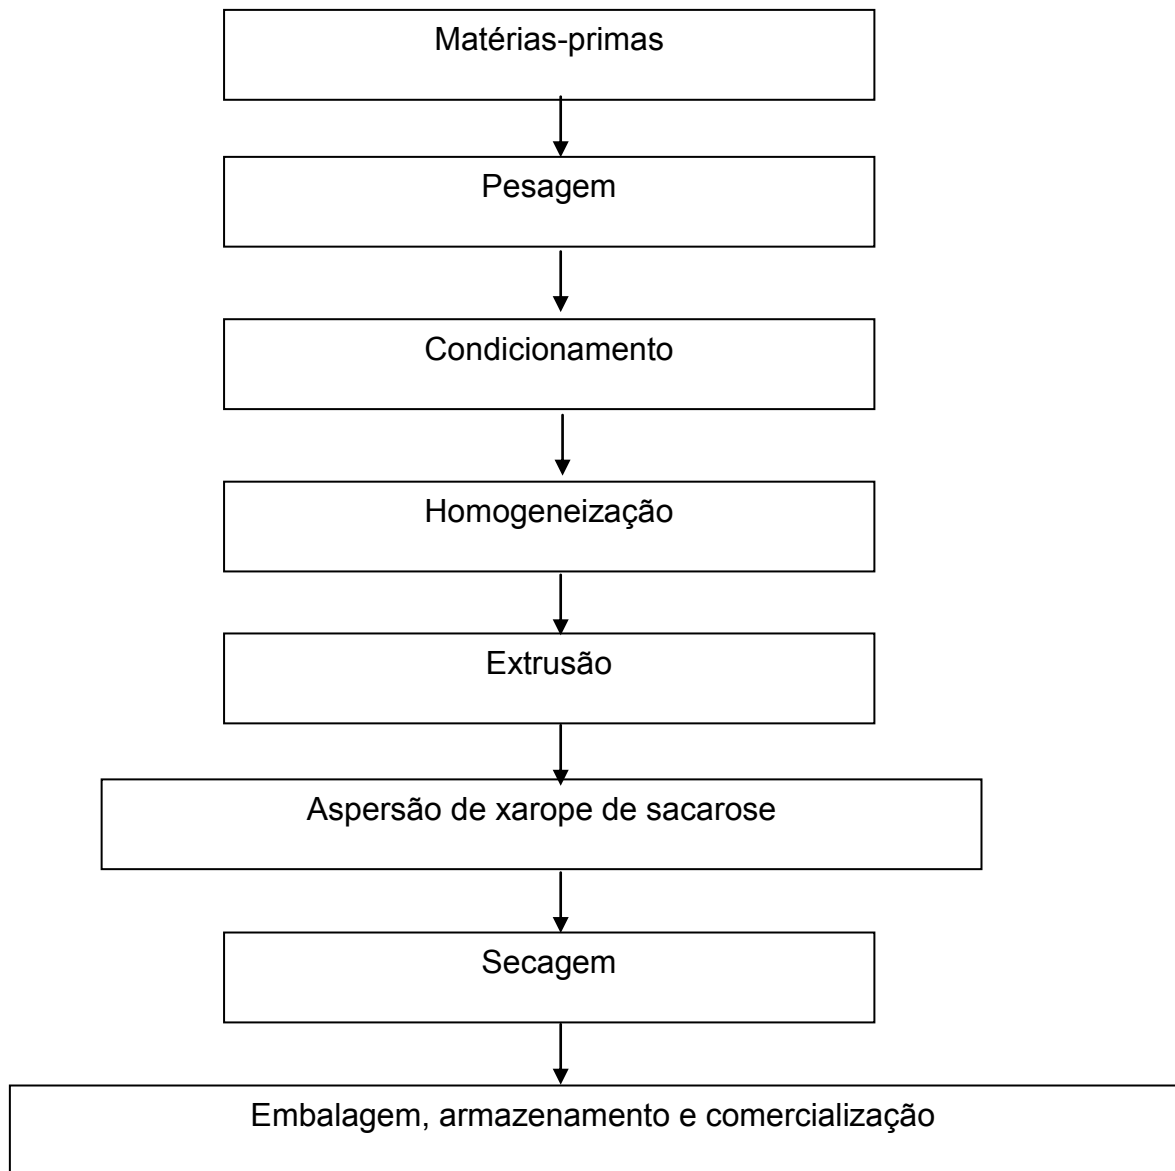 Matérias-primas
Pesagem
Condicionamento
Homogeneização
Extrusão
Aspersão de xarope de sacarose
Secagem
Embalagem, armazenamento e comercialização